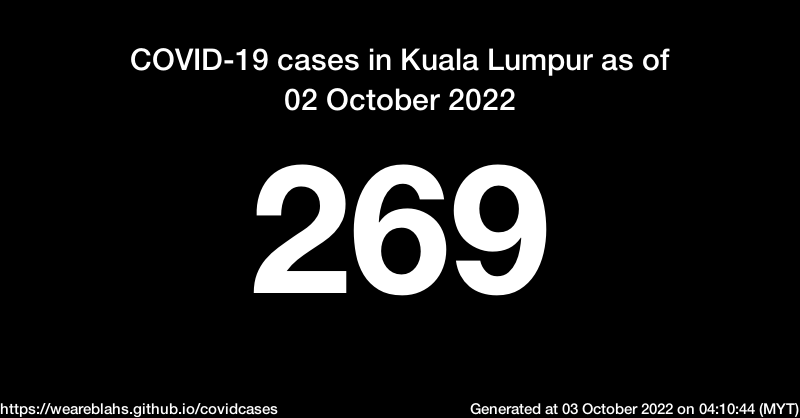 COVID-19 cases in Kuala Lumpur as of
02 October 2022
269
https://weareblahs.github.io/covidcases
Generated at 03 October 2022 on 04:10:44 (MYT)